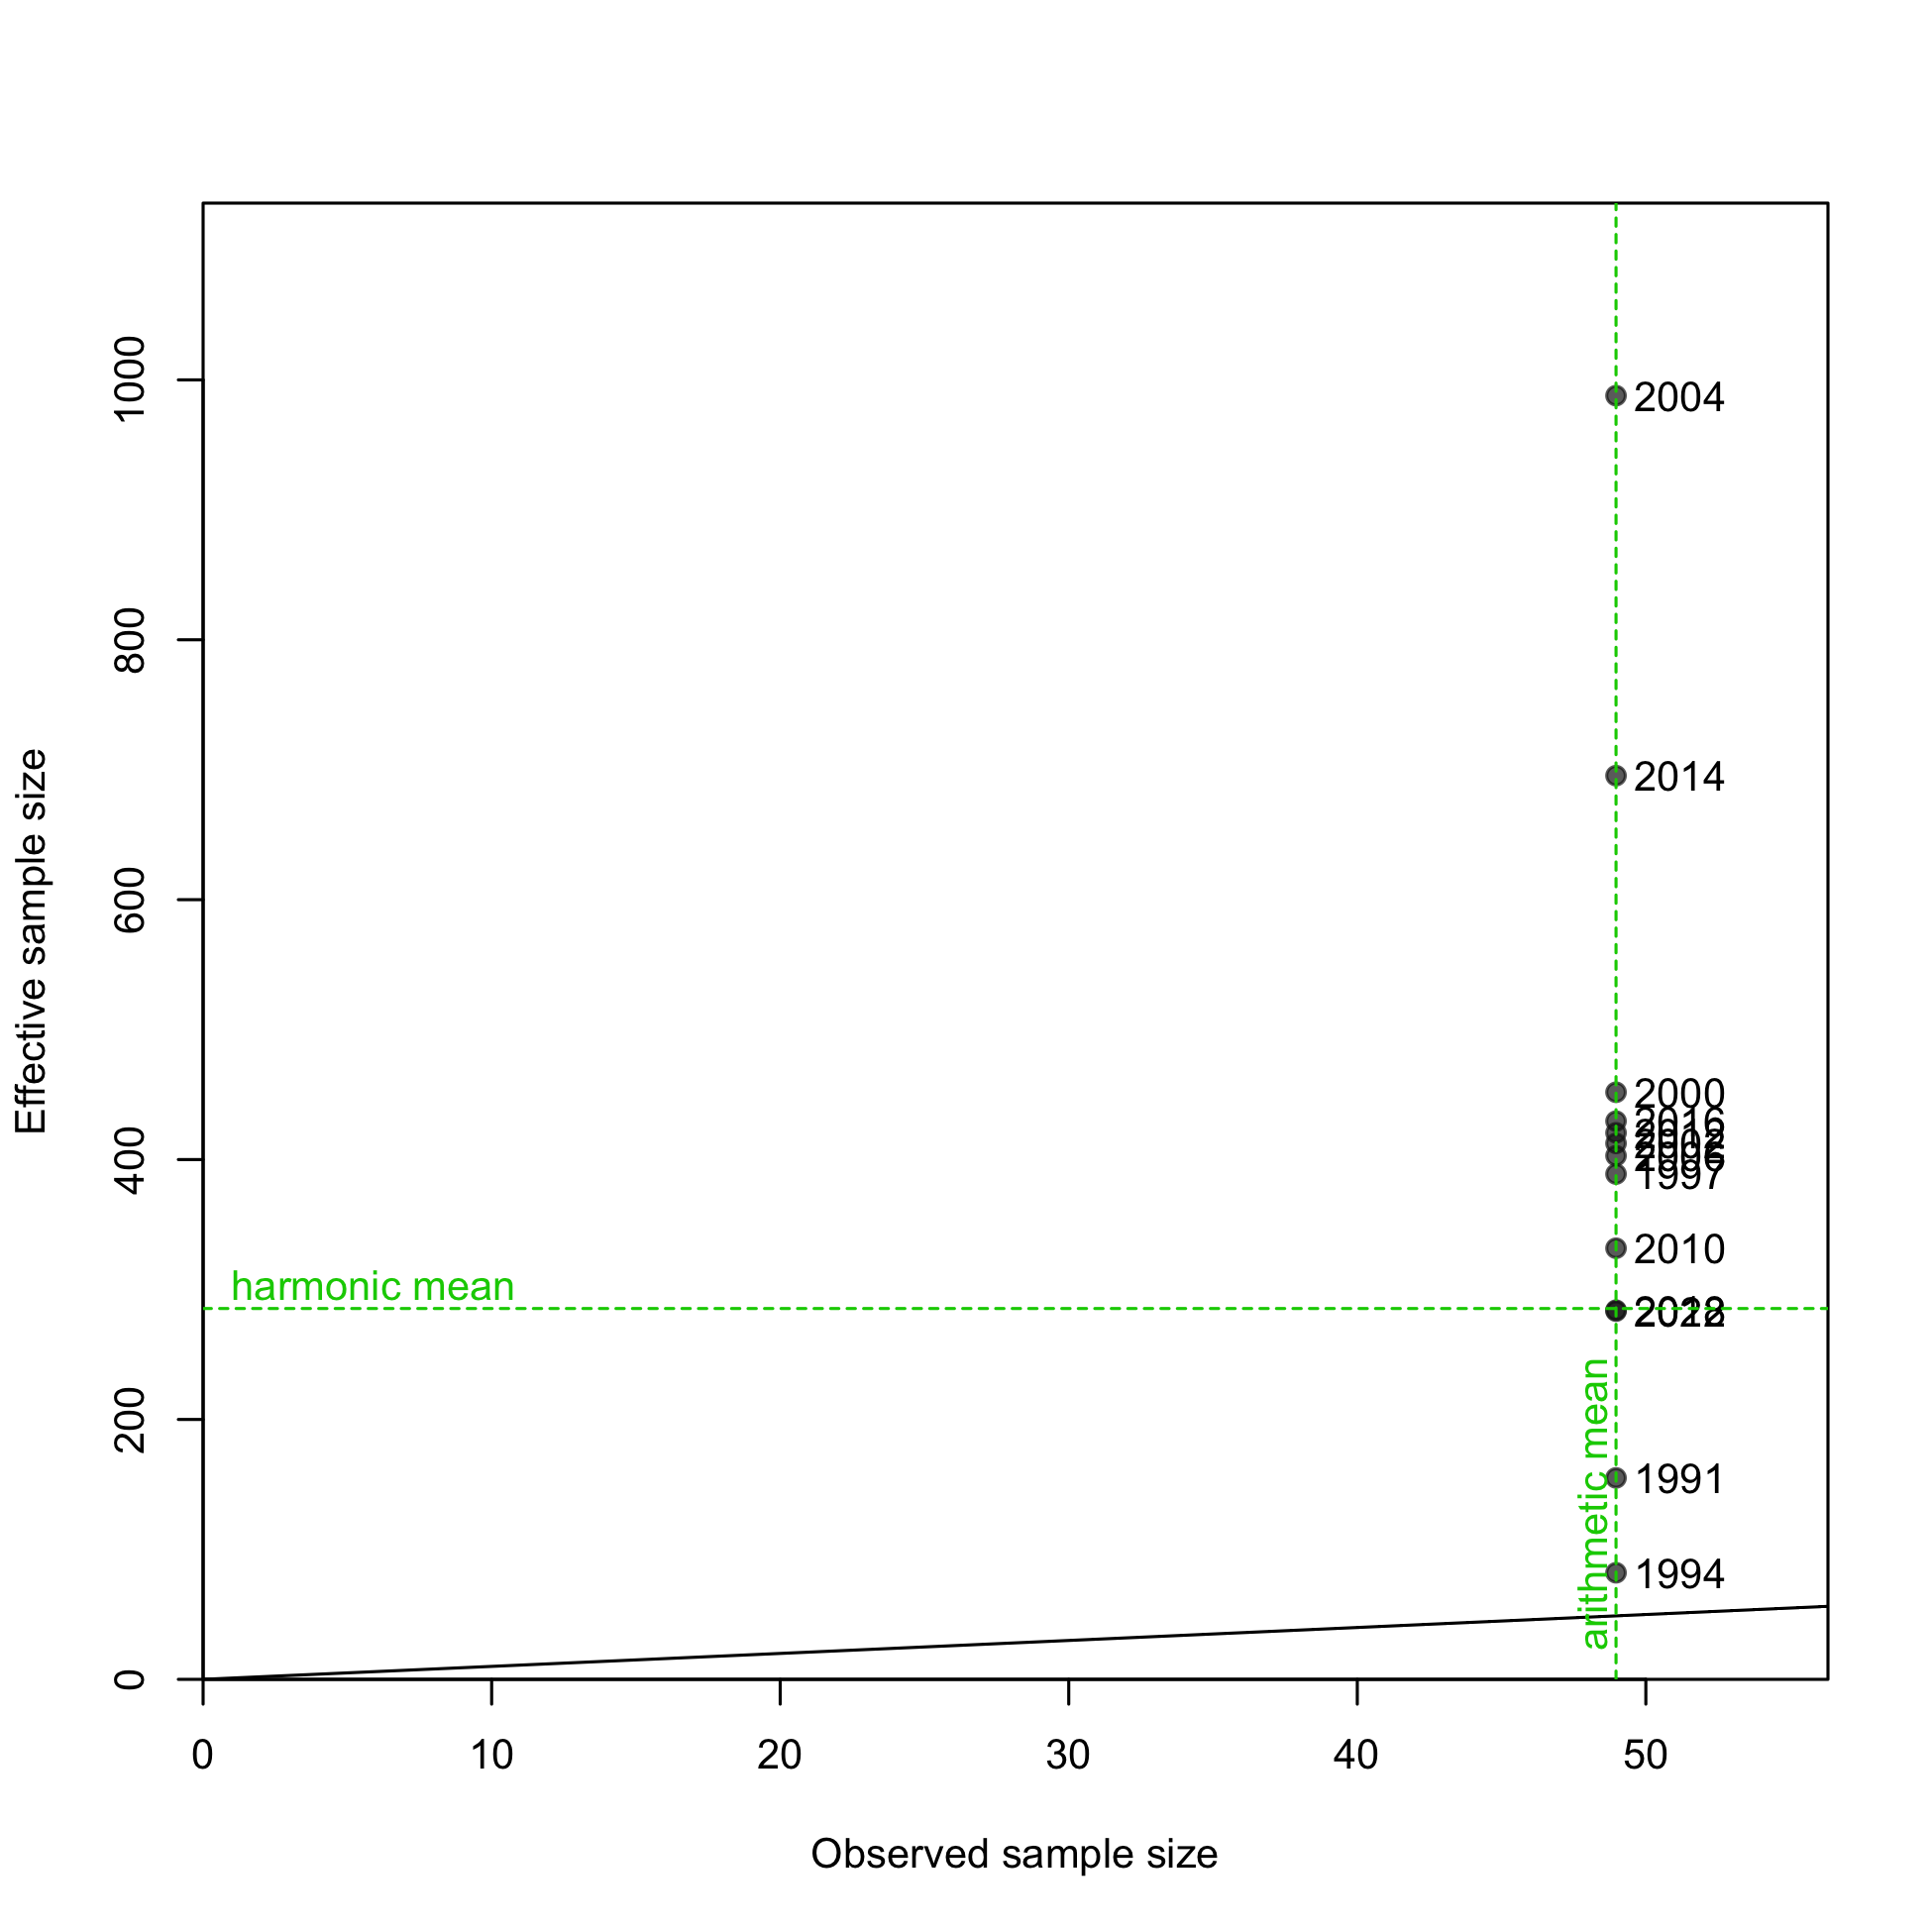 Effective sample size
1000
800
600
400
200
0
2004
2014
2000
2016
1997
2010
harmonic mean
arithmetic mean
1991
1994
0 10 20 30 40 50
Observed sample size